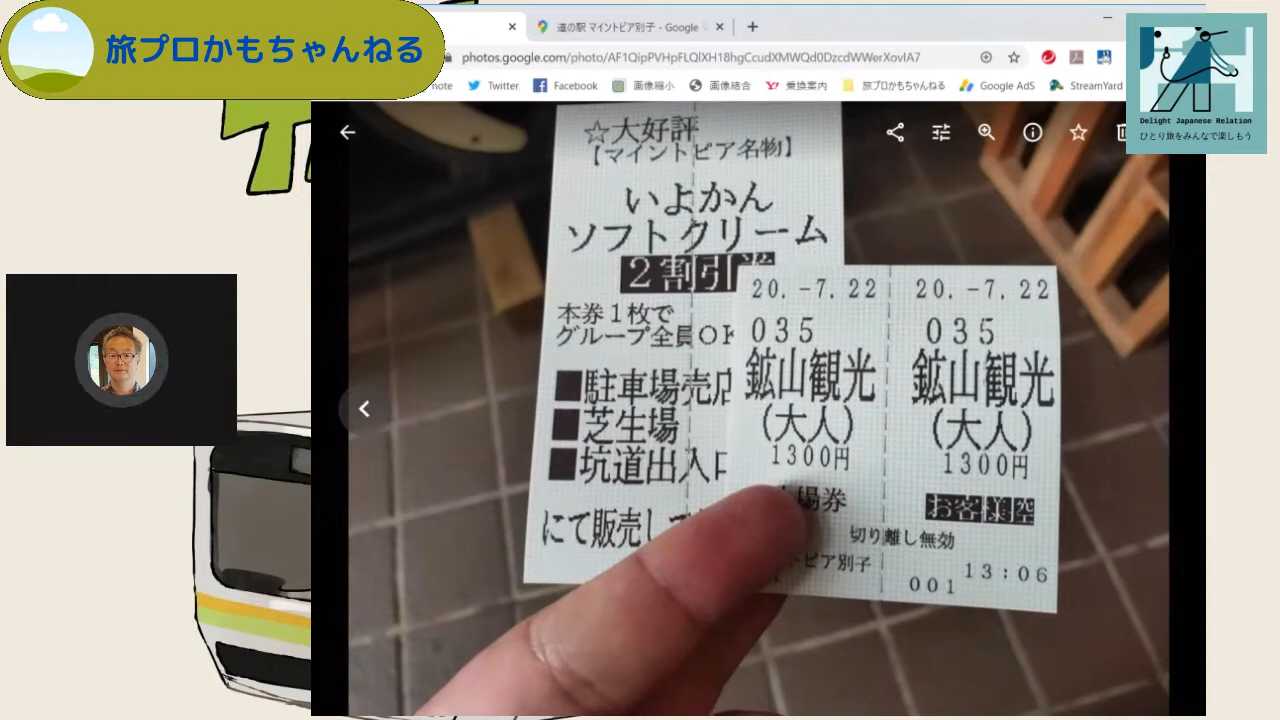 旅プロかもちゃんねる
道の駅 マイントピア別子 - Google
photos.google.com/photo/AF1QipPVHpFLQlXH18hgCcudXMWQd0DzcdWWerXovIA7
note
Twitter
Facebook
画像縮小
画像結合
乗換案内
旅プロかもちゃんねる
Google AdS
StreamYard
Delight Japanese Relation
ひとり旅をみんなで楽しもう
☆大好評
【マイントピア名物】
いよかん
ソフトクリーム
2割引券
本券1枚で
グループ全員OK
■駐車場売店
■芝生場
■坑道出入口
にて販売して
20.-7.22
035
鉱山観光
(大人)
1300円
場券
トピア別子
20.-7.22
035
鉱山観光
(大人)
1300円
お客様控
切り離し無効
13:06
001